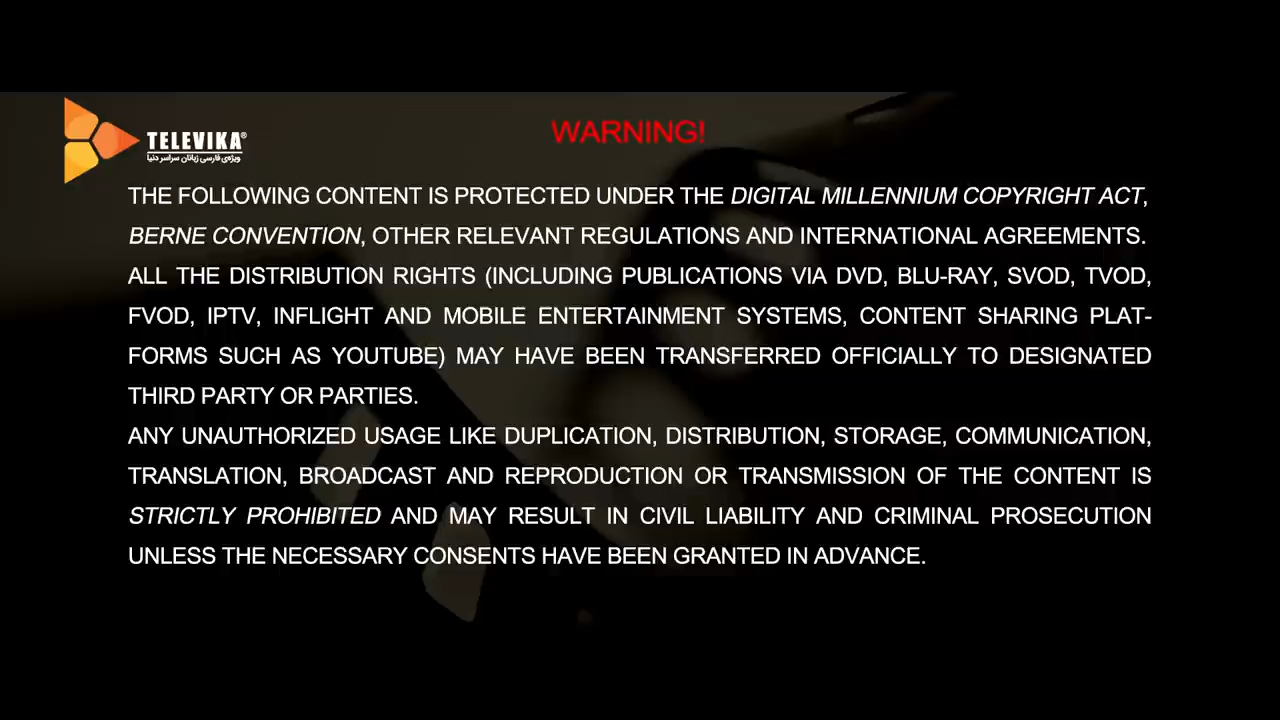 TELEVIKA®
ویژه‌ی فارسی زبانان سراسر دنیا
WARNING!
THE FOLLOWING CONTENT IS PROTECTED UNDER THE DIGITAL MILLENNIUM COPYRIGHT ACT,
BERNE CONVENTION, OTHER RELEVANT REGULATIONS AND INTERNATIONAL AGREEMENTS.
ALL THE DISTRIBUTION RIGHTS (INCLUDING PUBLICATIONS VIA DVD, BLU-RAY, SVOD, TVOD,
FVOD, IPTV, INFLIGHT AND MOBILE ENTERTAINMENT SYSTEMS, CONTENT SHARING PLAT-
FORMS SUCH AS YOUTUBE) MAY HAVE BEEN TRANSFERRED OFFICIALLY TO DESIGNATED
THIRD PARTY OR PARTIES.
ANY UNAUTHORIZED USAGE LIKE DUPLICATION, DISTRIBUTION, STORAGE, COMMUNICATION,
TRANSLATION, BROADCAST AND REPRODUCTION OR TRANSMISSION OF THE CONTENT IS
STRICTLY PROHIBITED AND MAY RESULT IN CIVIL LIABILITY AND CRIMINAL PROSECUTION
UNLESS THE NECESSARY CONSENTS HAVE BEEN GRANTED IN ADVANCE.